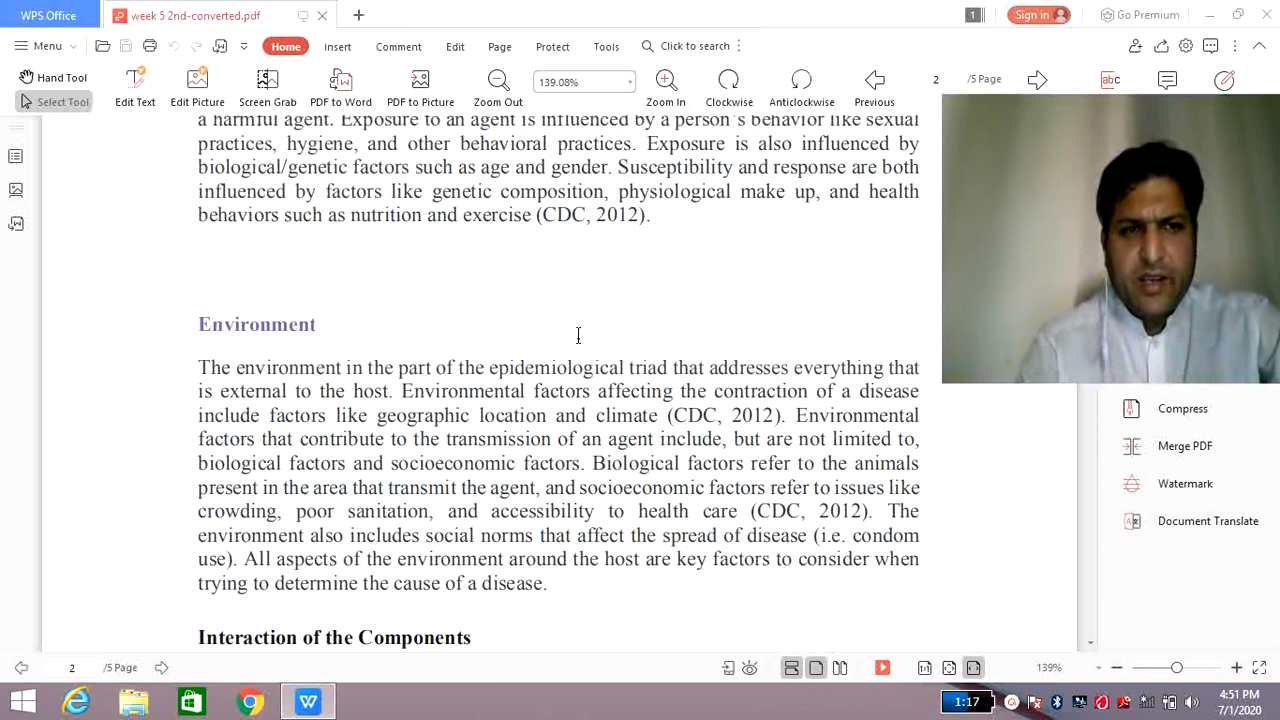 WPS Office
week 5 2nd-converted.pdf
1
Sign in
Go Premium
Menu
Home
Insert
Comment
Edit
Page
Protect
Tools
Click to search
Hand Tool
Select Tool
Edit Text
Edit Picture
Screen Grab
PDF to Word
PDF to Picture
Zoom Out
139.08%
Zoom In
Clockwise
Anticlockwise
Previous
2
/5 Page
abc
a harmful agent. Exposure to an agent is influenced by a person's behavior like sexual
practices, hygiene, and other behavioral practices. Exposure is also influenced by
biological/genetic factors such as age and gender. Susceptibility and response are both
influenced by factors like genetic composition, physiological make up, and health
behaviors such as nutrition and exercise (CDC, 2012).
Environment
The environment in the part of the epidemiological triad that addresses everything that
is external to the host. Environmental factors affecting the contraction of a disease
include factors like geographic location and climate (CDC, 2012). Environmental
factors that contribute to the transmission of an agent include, but are not limited to,
biological factors and socioeconomic factors. Biological factors refer to the animals
present in the area that transmit the agent, and socioeconomic factors refer to issues like
crowding, poor sanitation, and accessibility to health care (CDC, 2012). The
environment also includes social norms that affect the spread of disease (i.e. condom
use). All aspects of the environment around the host are key factors to consider when
trying to determine the cause of a disease.
Interaction of the Components
Compress
Merge PDF
Watermark
Document Translate
2
/5 Page
139%
1:17
4:51 PM
7/1/2020